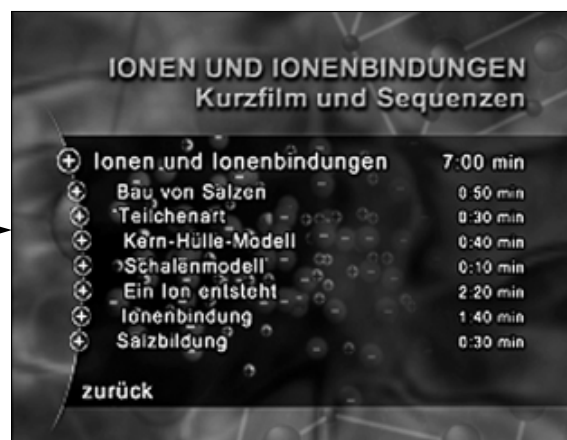 IONEN UND IONENBINDUNGEN
Kurzfilm und Sequenzen
Ionen und Ionenbindungen 7:00 min
Bau von Salzen 0:50 min
Teilchenart 0:30 min
Kern-Hülle-Modell 0:40 min
Schalenmodell 0:10 min
Ein Ion entsteht 2:20 min
Ionenbindung 1:40 min
Salzbildung 0:30 min
zurück